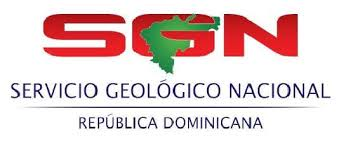 SGN
SERVICIO GEOLÓGICO NACIONAL
REPÚBLICA DOMINICANA